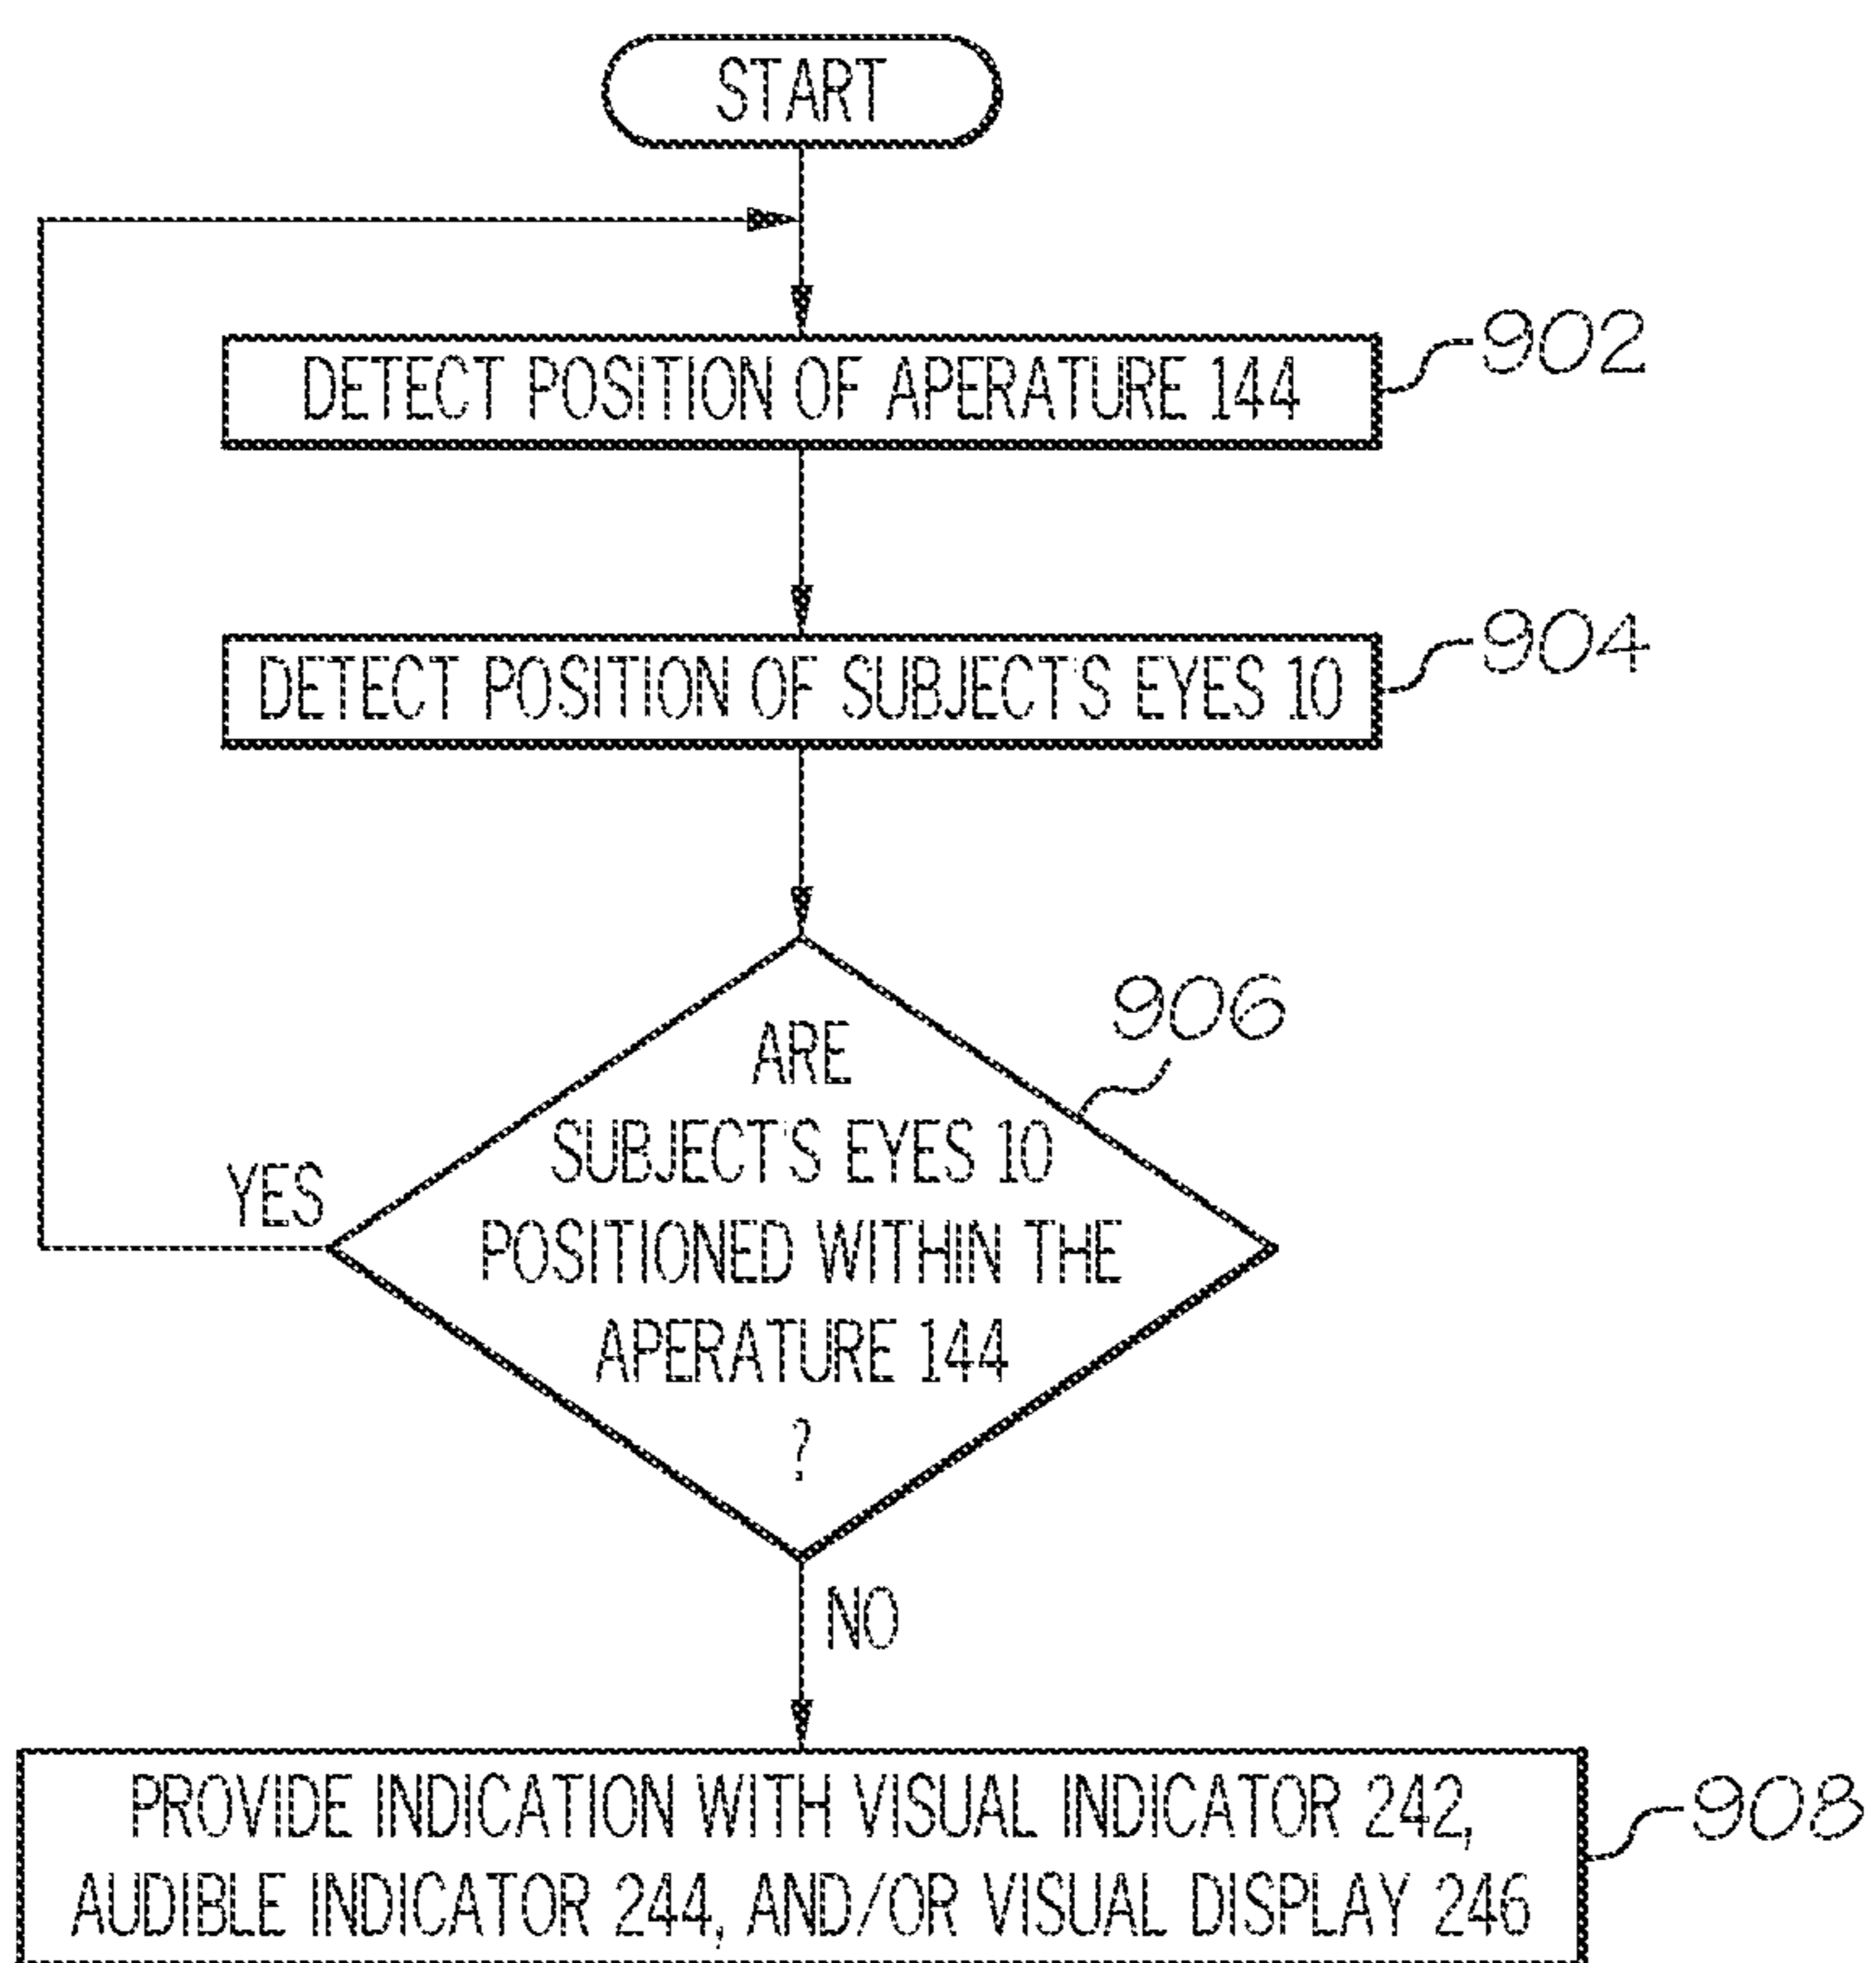 START
DETECT POSITION OF APERATURE 144
902
DETECT POSITION OF SUBJECT'S EYES 10
904
906
ARE
SUBJECT'S EYES 10
POSITIONED WITHIN THE
APERATURE 144
?
YES
NO
PROVIDE INDICATION WITH VISUAL INDICATOR 242,
AUDIBLE INDICATOR 244, AND/OR VISUAL DISPLAY 246
908